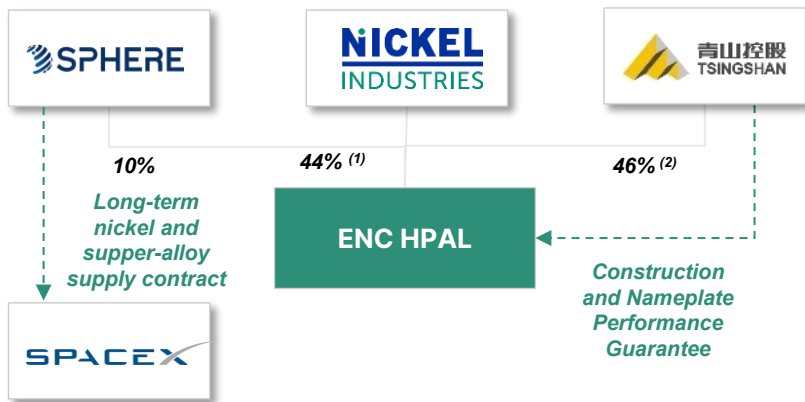 SPHERE
NICKEL
INDUSTRIES
青山控股
TSINGSHAN
10%
44% (1)
46% (2)
Long-term
nickel and
supper-alloy
supply contract
ENC HPAL
Construction
and Nameplate
Performance
Guarantee
SPACEX